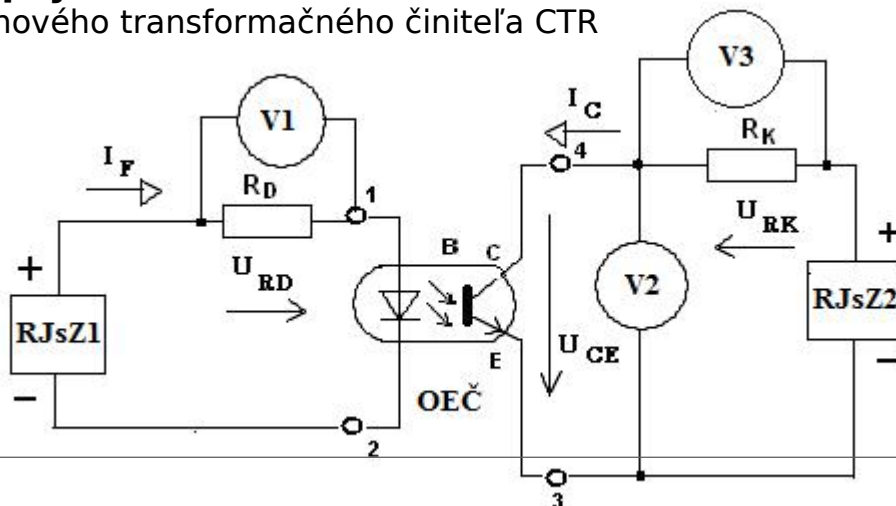 nového transformačného činiteľa CTR
V3
V1
I C
4
R K
I F
R D
1
U RK
+
B
C
+
U RD
V2
RJsZ2
RJsZ1
E
U CE
–
–
OEČ
2
3